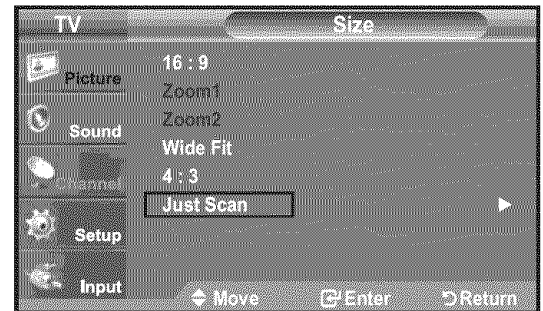 TV
Size
Picture
Sound
Channel
Setup
Input
16 : 9
Zoom1
Zoom2
Wide Fit
4 : 3
Just Scan
Move
Enter
Return